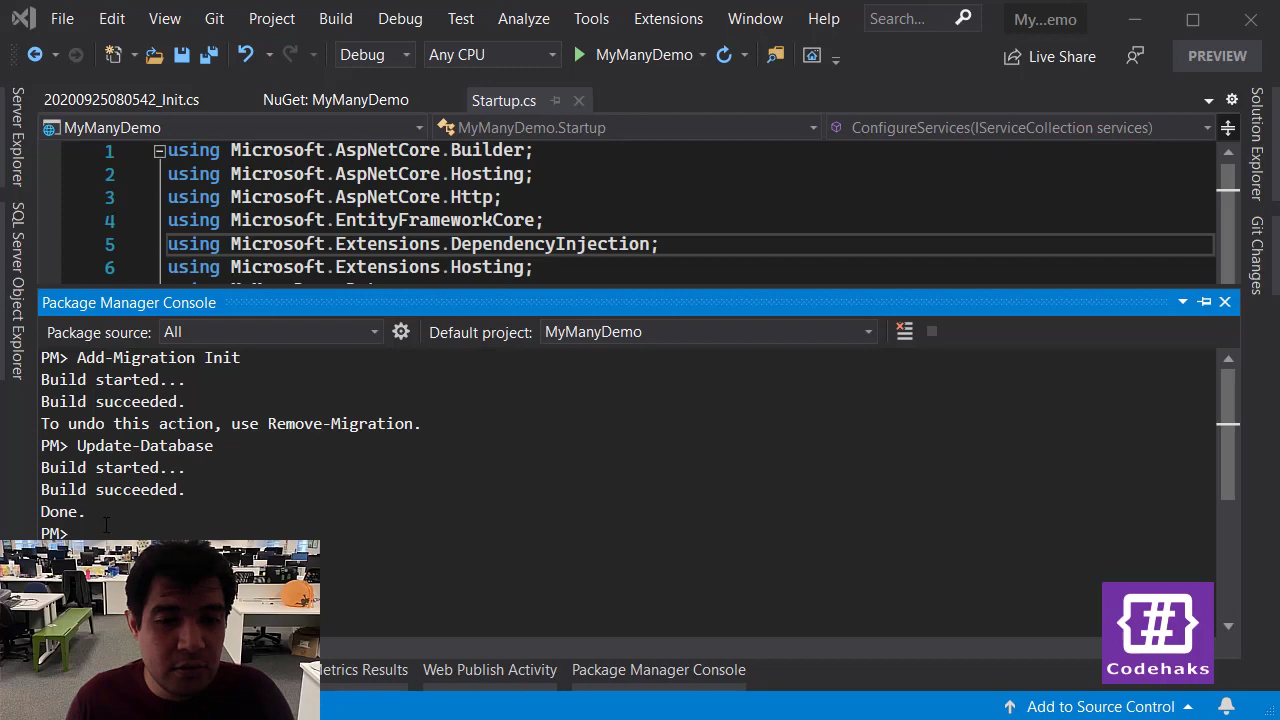 File Edit View Git Project Build Debug Test Analyze Tools Extensions Window Help Search... My...emo
Debug Any CPU MyManyDemo Live Share PREVIEW
20200925080542_Init.cs NuGet: MyManyDemo Startup.cs
MyManyDemo MyManyDemo.Startup ConfigureServices(IServiceCollection services)
1 using Microsoft.AspNetCore.Builder;
2 using Microsoft.AspNetCore.Hosting;
3 using Microsoft.AspNetCore.Http;
4 using Microsoft.EntityFrameworkCore;
5 using Microsoft.Extensions.DependencyInjection;
6 using Microsoft.Extensions.Hosting;
Server Explorer
SQL Server Object Explorer
Solution Explorer
Git Changes
Package Manager Console
Package source: All Default project: MyManyDemo
PM> Add-Migration Init
Build started...
Build succeeded.
To undo this action, use Remove-Migration.
PM> Update-Database
Build started...
Build succeeded.
Done.
PM>
#
Codehaks
Results Web Publish Activity Package Manager Console
Add to Source Control